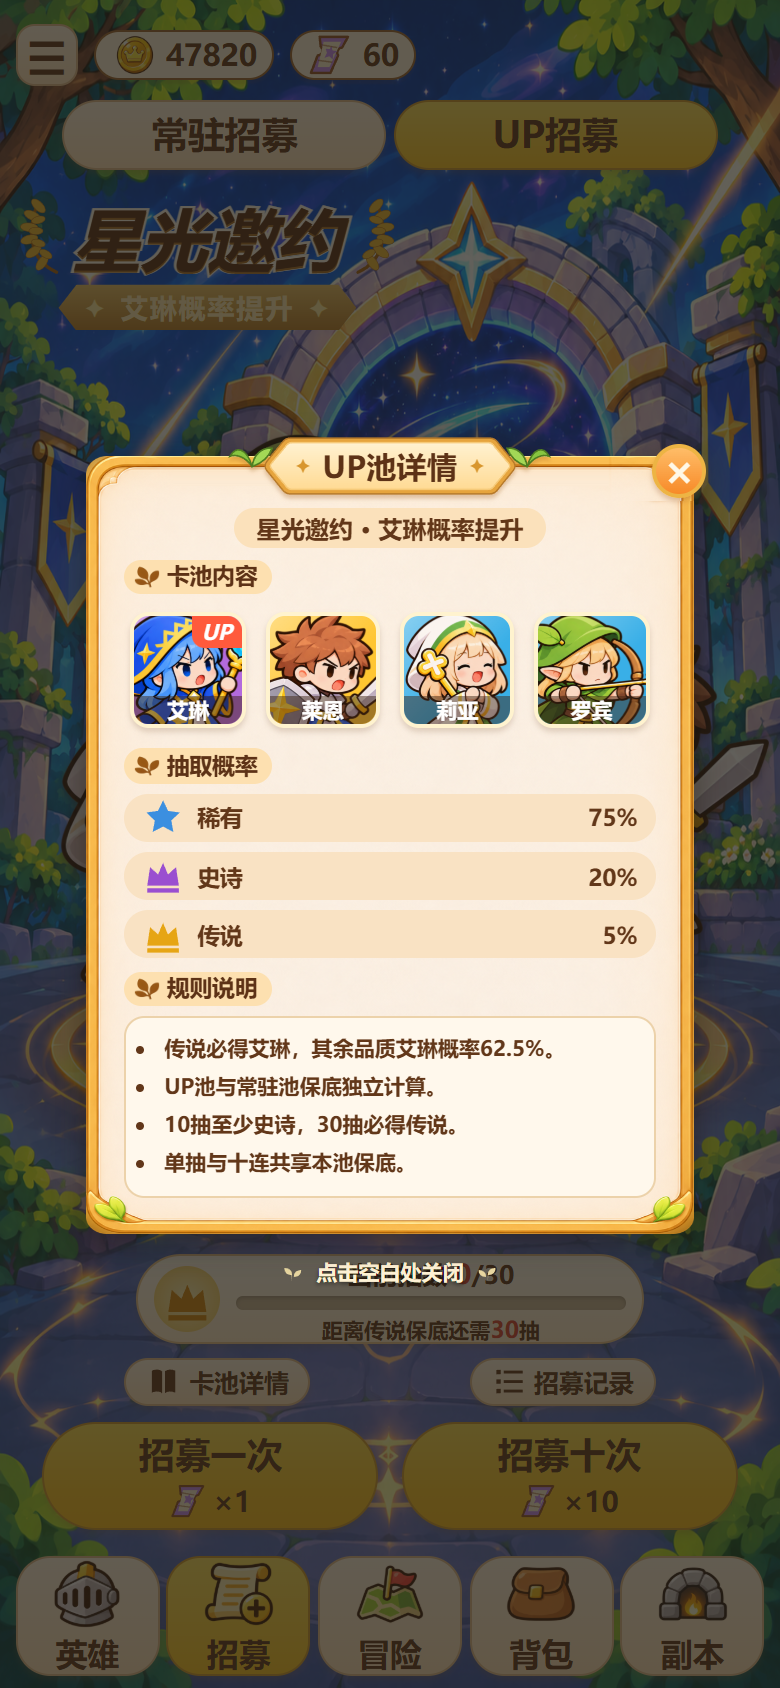 47820
60
常驻招募
UP招募
星光邀约
艾琳概率提升
UP池详情
星光邀约・艾琳概率提升
卡池内容
UP
艾琳
莱恩
莉亚
罗宾
抽取概率
稀有 75%
史诗 20%
传说 5%
规则说明
• 传说必得艾琳，其余品质艾琳概率62.5%。
• UP池与常驻池保底独立计算。
• 10抽至少史诗，30抽必得传说。
• 单抽与十连共享本池保底。
点击空白处关闭
/30
距离传说保底还需30抽
卡池详情
招募记录
招募一次
×1
招募十次
×10
英雄
招募
冒险
背包
副本